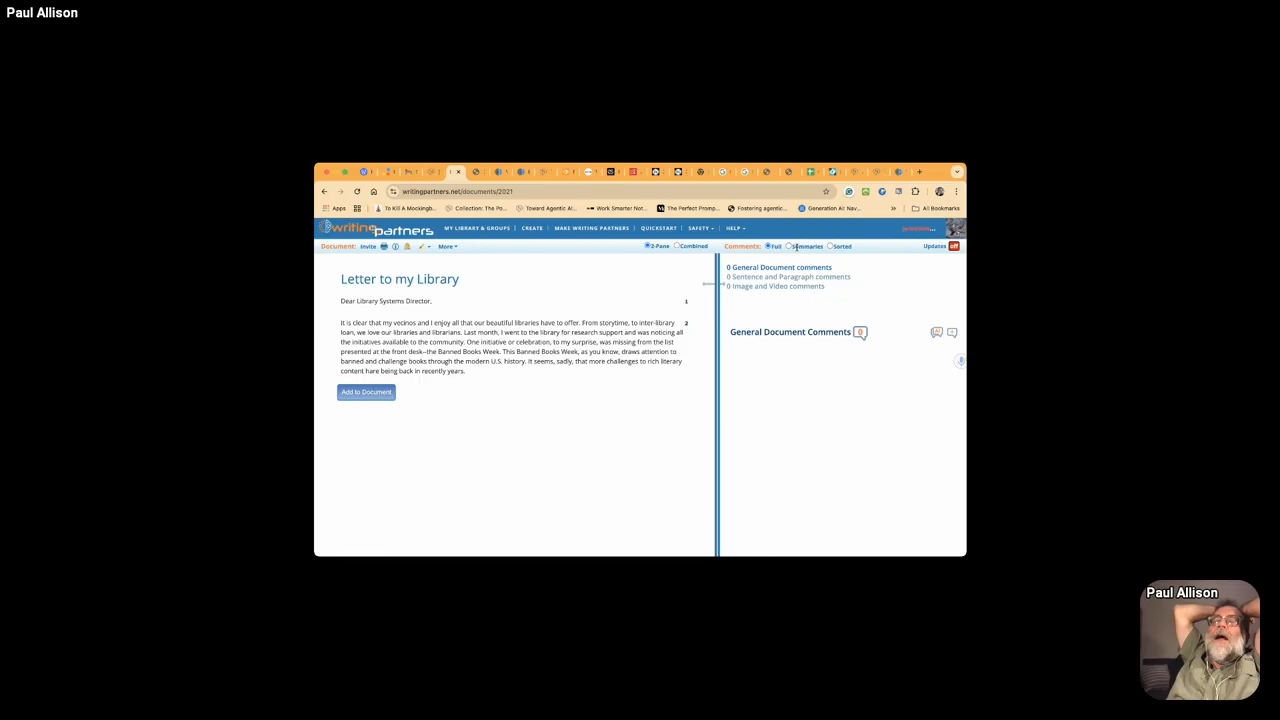 Paul Allison
writingpartners.net/documents/2021
Apps
To Kill A Mockingb...
Collection: The Po...
Toward Agentic AI...
Work Smarter Not...
The Perfect Promp...
Fostering agentic...
Generation AI: Nav...
»
All Bookmarks
writing partners
MY LIBRARY & GROUPS
CREATE
MAKE WRITING PARTNERS
QUICKSTART
SAFETY
HELP
Document: Invite
More
2-Pane
Combined
Comments: Full
Summaries
Sorted
Updates off
Letter to my Library
Dear Library Systems Director,
1
It is clear that my vecinos and I enjoy all that our beautiful libraries have to offer. From storytime, to inter-library
2
loan, we love our libraries and librarians. Last month, I went to the library for research support and was noticing all
the initiatives available to the community. One initiative or celebration, to my surprise, was missing from the list
presented at the front desk—the Banned Books Week. This Banned Books Week, as you know, draws attention to
banned and challenge books through the modern U.S. history. It seems, sadly, that more challenges to rich literary
content hare being back in recently years.
Add to Document
0 General Document comments
0 Sentence and Paragraph comments
0 Image and Video comments
General Document Comments 0
Paul Allison